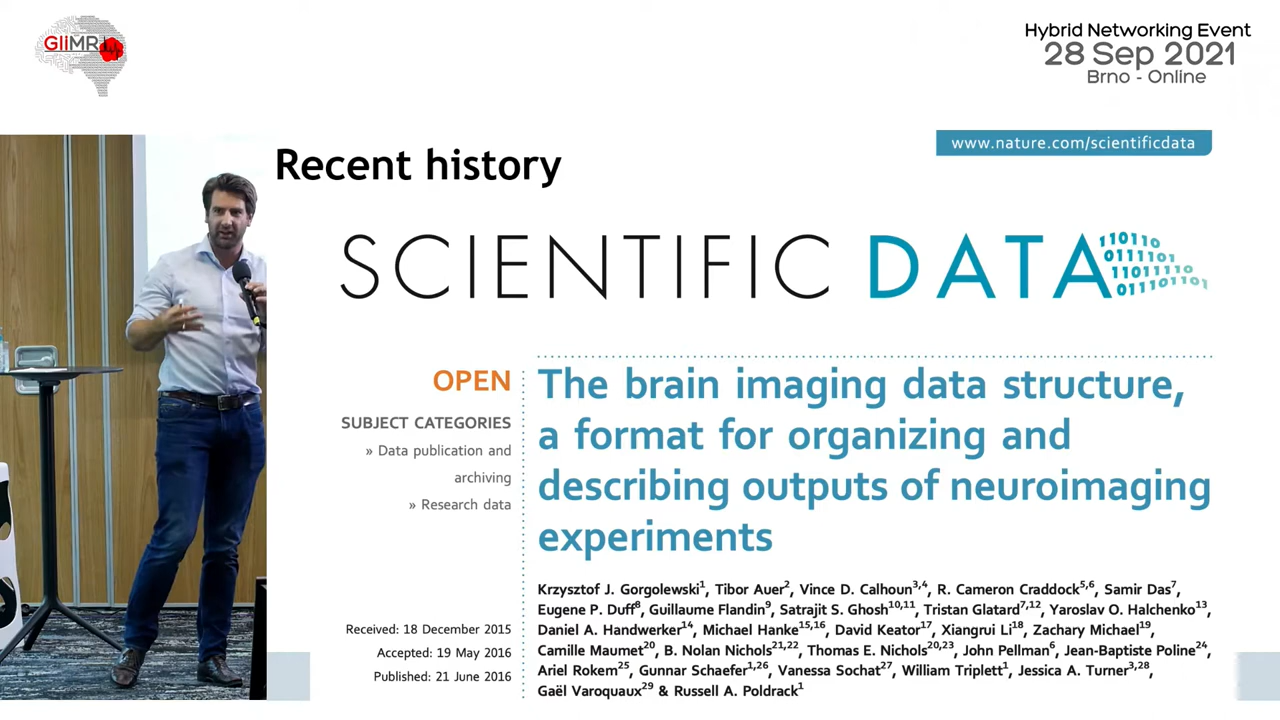 GliMR
Hybrid Networking Event
28 Sep 2021
Brno - Online
www.nature.com/scientificdata
Recent history
SCIENTIFIC DATA
110110
0111101
11011110
011101101
OPEN
SUBJECT CATEGORIES
» Data publication and
archiving
» Research data
The brain imaging data structure,
a format for organizing and
describing outputs of neuroimaging
experiments
Krzysztof J. Gorgolewski1, Tibor Auer2, Vince D. Calhoun3,4, R. Cameron Craddock5,6, Samir Das7,
Eugene P. Duff8, Guillaume Flandin9, Satrajit S. Ghosh10,11, Tristan Glatard7,12, Yaroslav O. Halchenko13,
Daniel A. Handwerker14, Michael Hanke15,16, David Keator17, Xiangrui Li18, Zachary Michael19,
Camille Maumet20, B. Nolan Nichols21,22, Thomas E. Nichols20,23, John Pellman6, Jean-Baptiste Poline24,
Ariel Rokem25, Gunnar Schaefer1,26, Vanessa Sochat27, William Triplett1, Jessica A. Turner3,28,
Gaël Varoquaux29 & Russell A. Poldrack1
Received: 18 December 2015
Accepted: 19 May 2016
Published: 21 June 2016